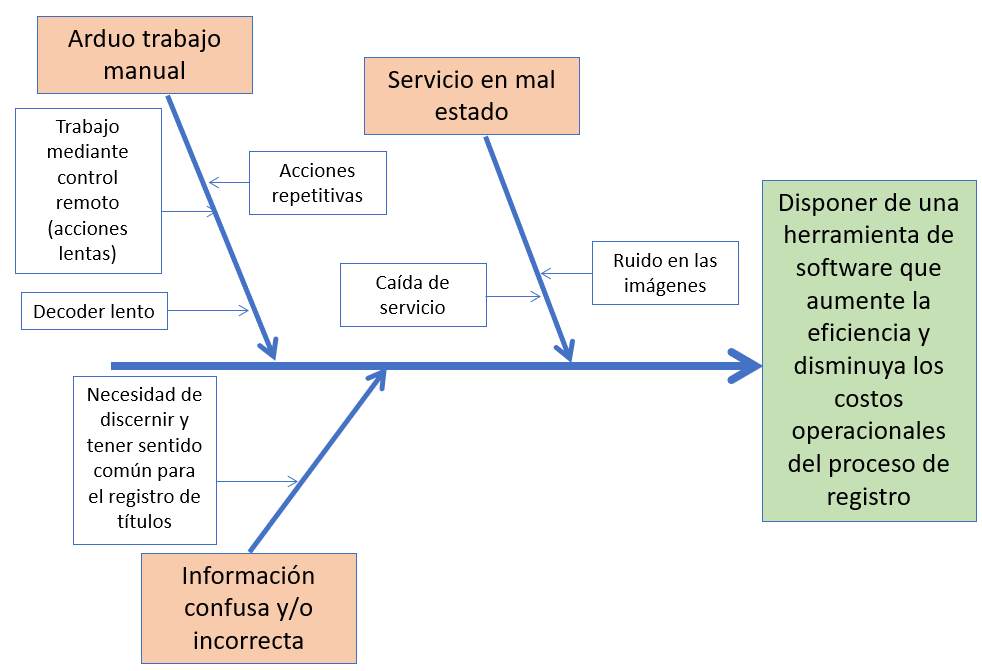 Arduo trabajo
manual
Servicio en mal
estado
Trabajo
mediante
control
remoto
(acciones
lentas)
Acciones
repetitivas
Decoder lento
Caída de
servicio
Ruido en las
imágenes
Disponer de una
herramienta de
software que
aumente la
eficiencia y
disminuya los
costos
operacionales
del proceso de
registro
Necesidad de
discernir y
tener sentido
común para
el registro de
títulos
Información
confusa y/o
incorrecta